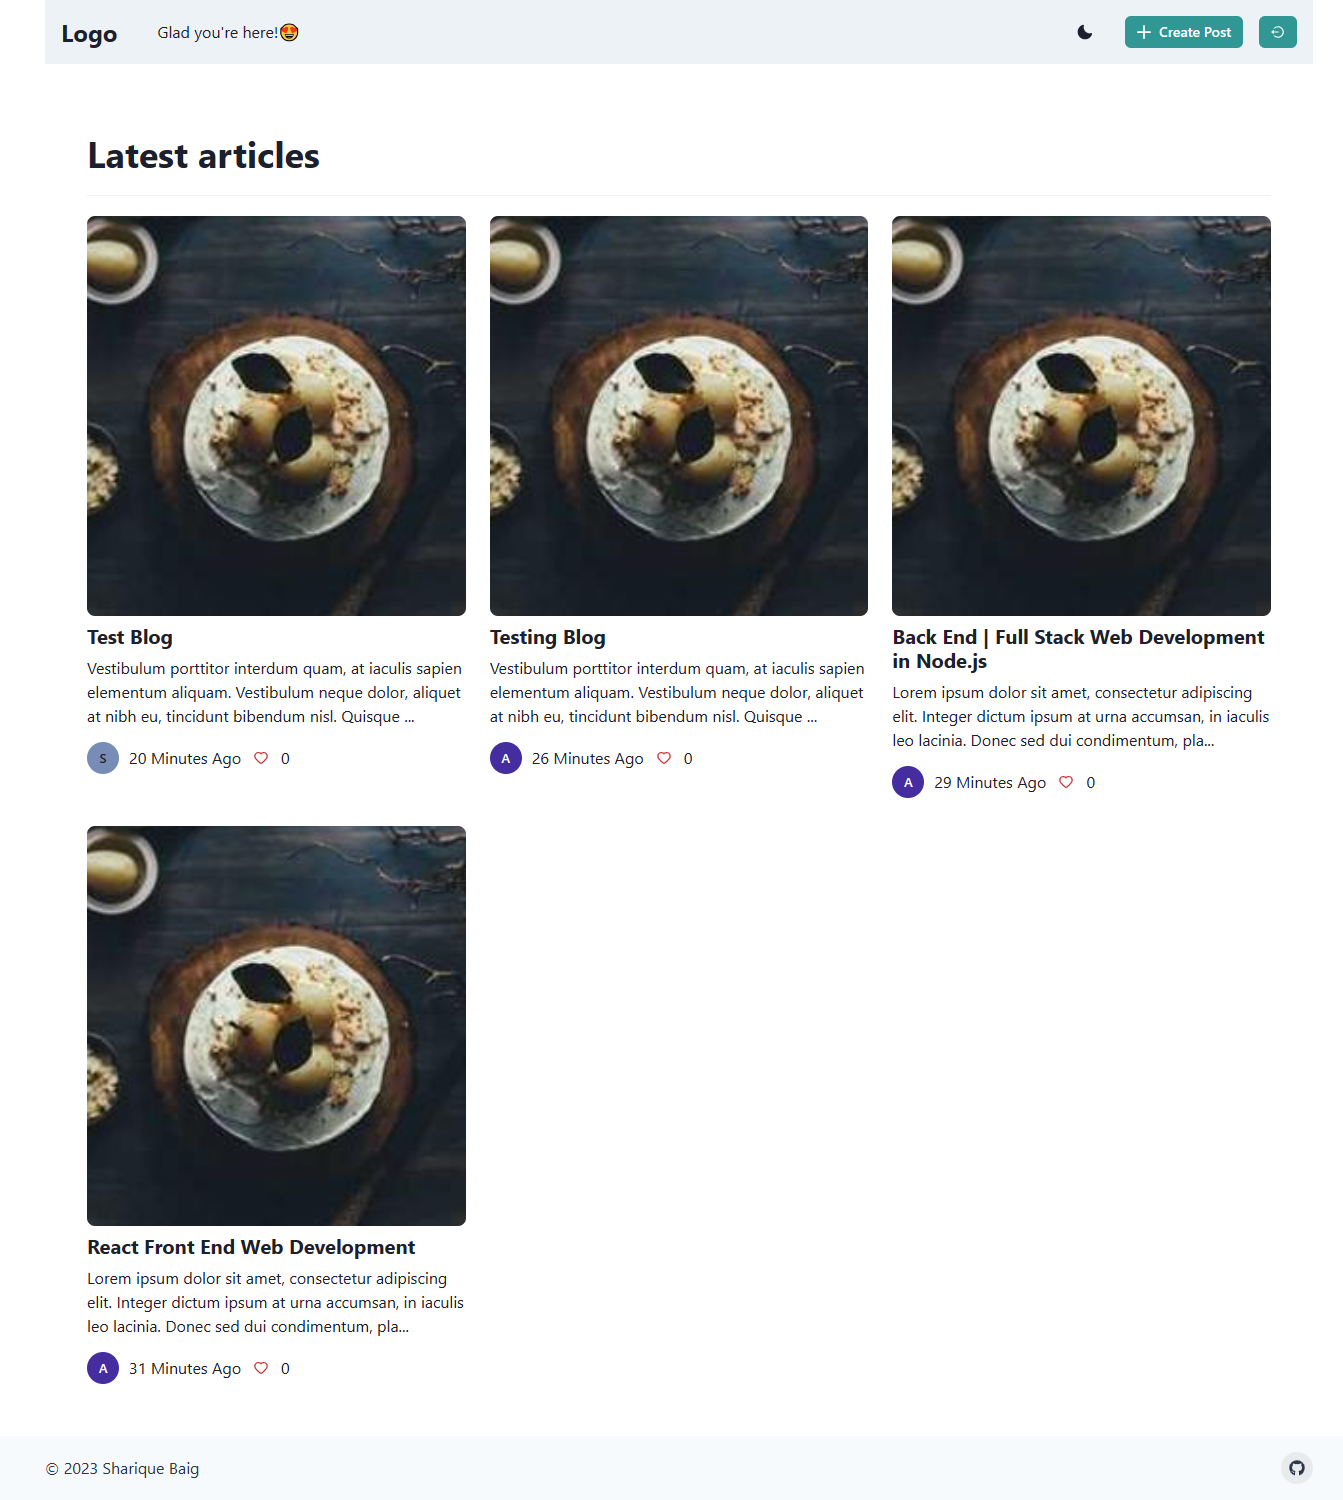 Logo
Glad you're here!😍
Create Post
Latest articles
Test Blog
Vestibulum porttitor interdum quam, at iaculis sapien
elementum aliquam. Vestibulum neque dolor, aliquet
at nibh eu, tincidunt bibendum nisl. Quisque ...
S 20 Minutes Ago 0
Testing Blog
Vestibulum porttitor interdum quam, at iaculis sapien
elementum aliquam. Vestibulum neque dolor, aliquet
at nibh eu, tincidunt bibendum nisl. Quisque ...
A 26 Minutes Ago 0
Back End | Full Stack Web Development
in Node.js
Lorem ipsum dolor sit amet, consectetur adipiscing
elit. Integer dictum ipsum at urna accumsan, in iaculis
leo lacinia. Donec sed dui condimentum, pla...
A 29 Minutes Ago 0
React Front End Web Development
Lorem ipsum dolor sit amet, consectetur adipiscing
elit. Integer dictum ipsum at urna accumsan, in iaculis
leo lacinia. Donec sed dui condimentum, pla...
A 31 Minutes Ago 0
© 2023 Sharique Baig